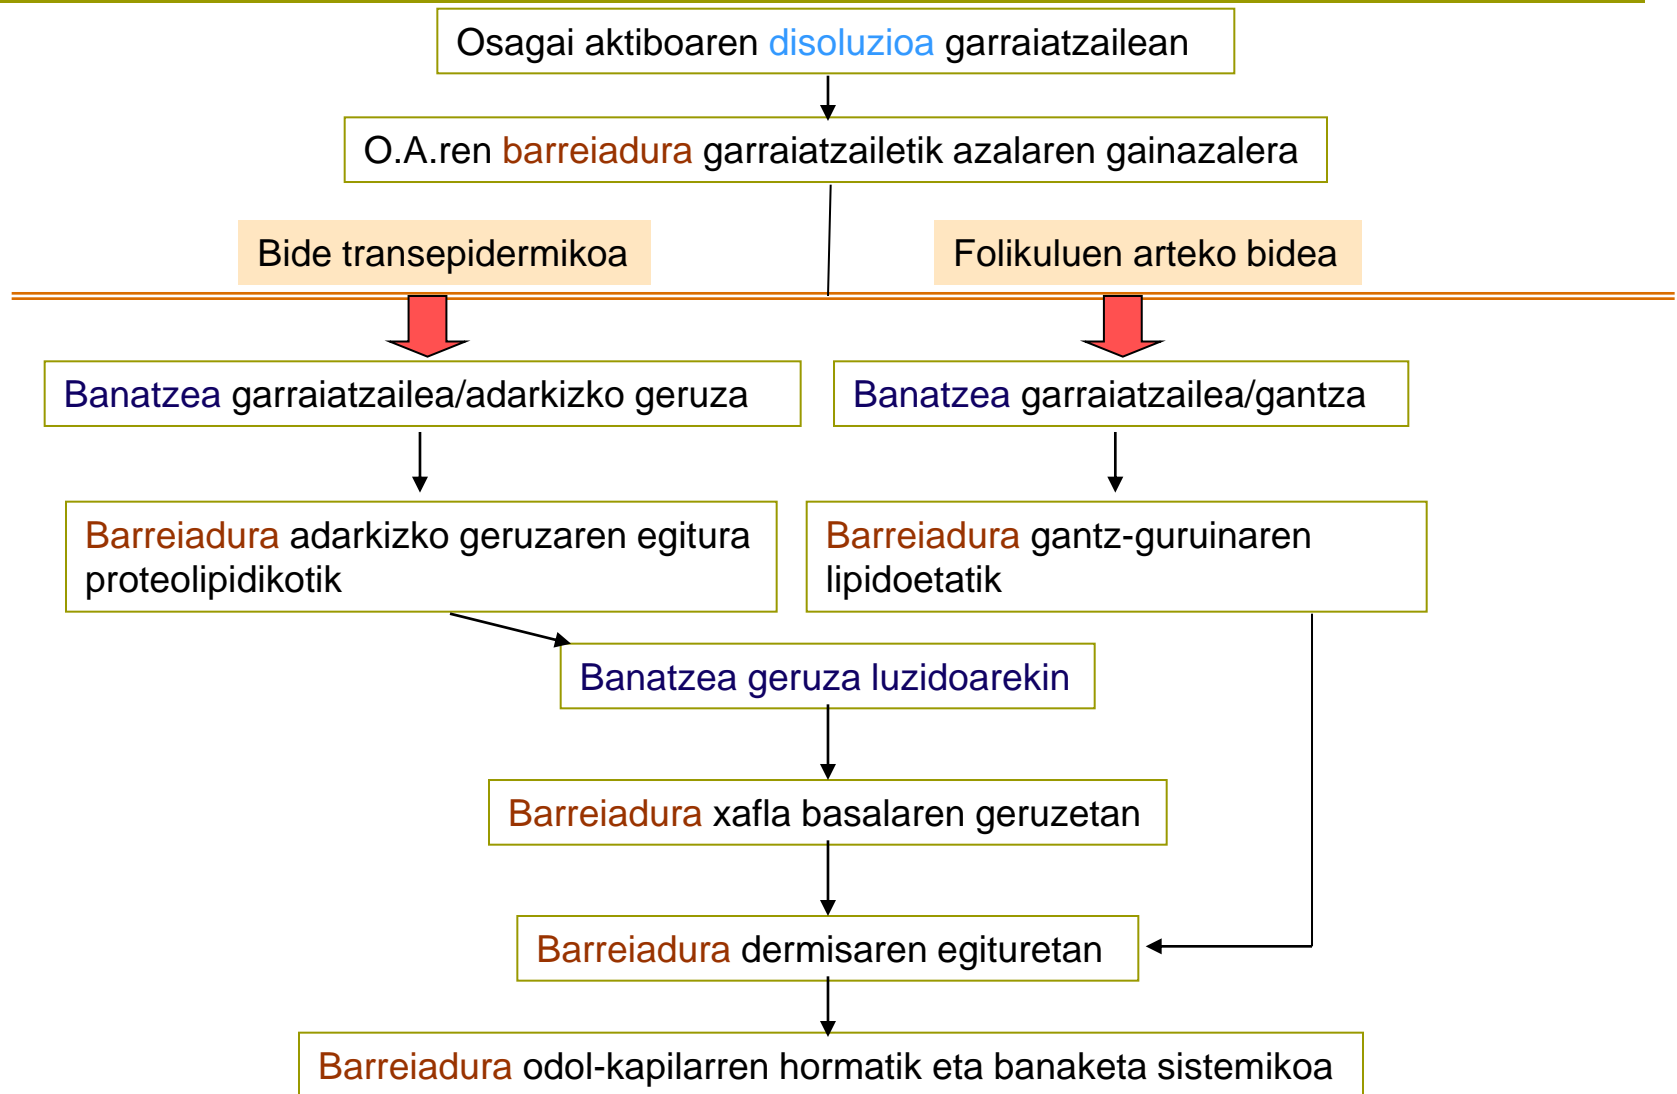 Osagai aktiboaren disoluzioa garraiatzailean
O.A.ren barreiadura garraiatzailetik azalaren gainazalera
Bide transepidermikoa
Folikuluen arteko bidea
Banatzea garraiatzailea/adarkizko geruza
Banatzea garraiatzailea/gantza
Barreiadura adarkizko geruzaren egitura
proteolipidikotik
Barreiadura gantz-guruinaren
lipidoetatik
Banatzea geruza luzidoarekin
Barreiadura xafla basalaren geruzetan
Barreiadura dermisaren egituretan
Barreiadura odol-kapilarren hormatik eta banaketa sistemikoa